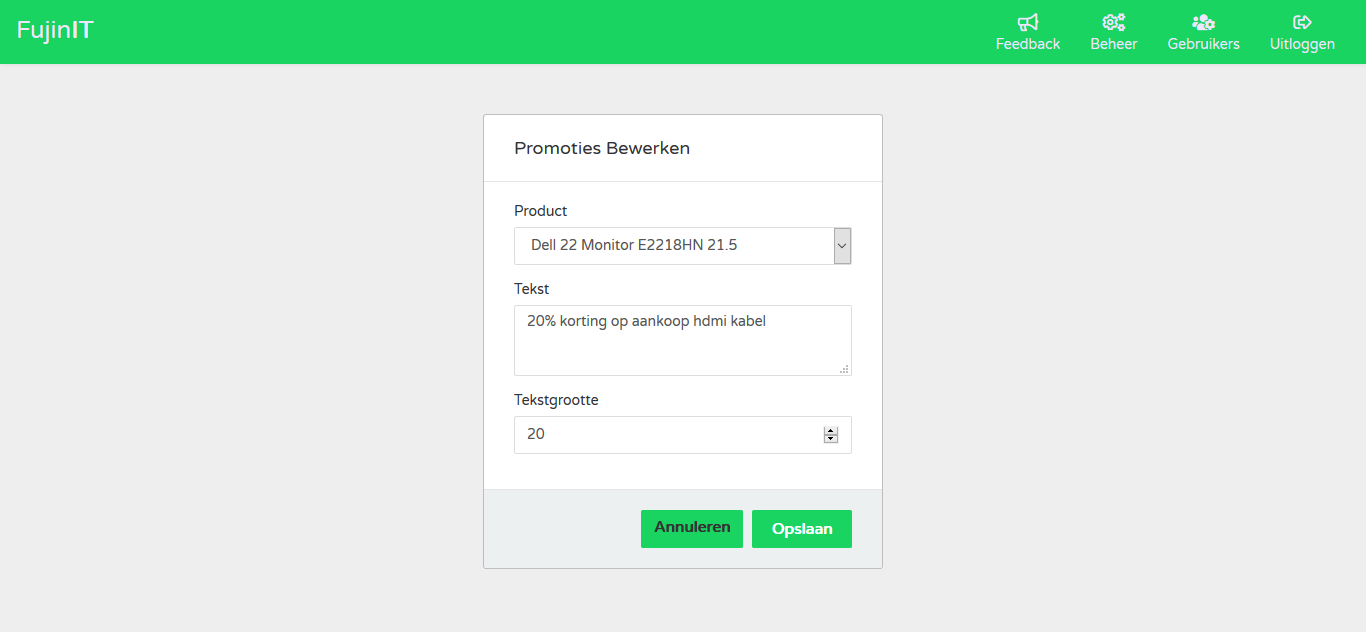 FujinIT
Feedback
Beheer
Gebruikers
Uitloggen
Promoties Bewerken
Product
Dell 22 Monitor E2218HN 21.5
Tekst
20% korting op aankoop hdmi kabel
Tekstgrootte
20
Annuleren
Opslaan